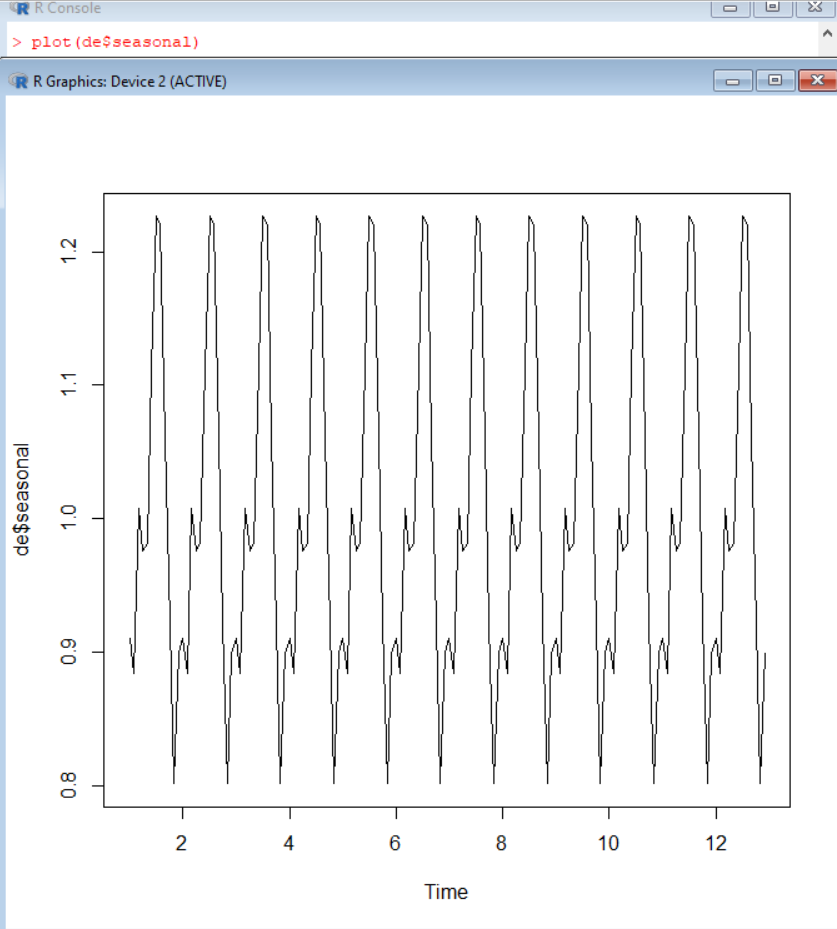 R Console
> plot(de$seasonal)
R Graphics: Device 2 (ACTIVE)
1.2
1.1
1.0
0.9
0.8
de$seasonal
2 4 6 8 10 12
Time